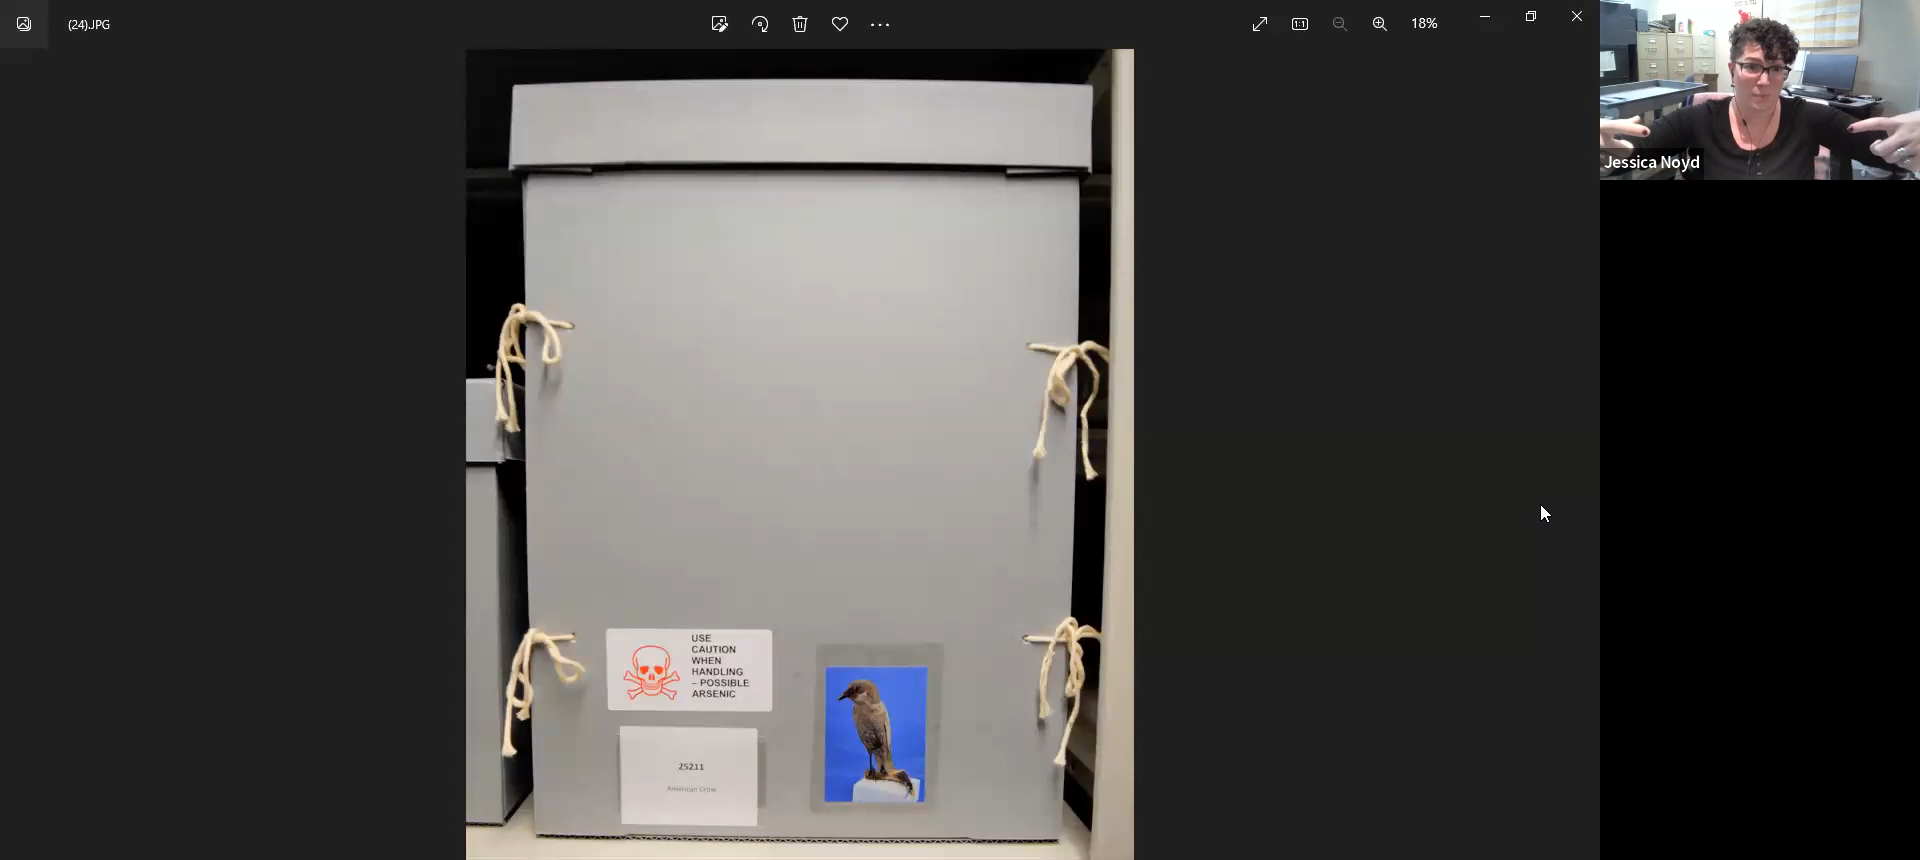 (24).JPG
18%
Jessica Noyd
USE
CAUTION
WHEN
HANDLING
– POSSIBLE
ARSENIC
25211
American Crow